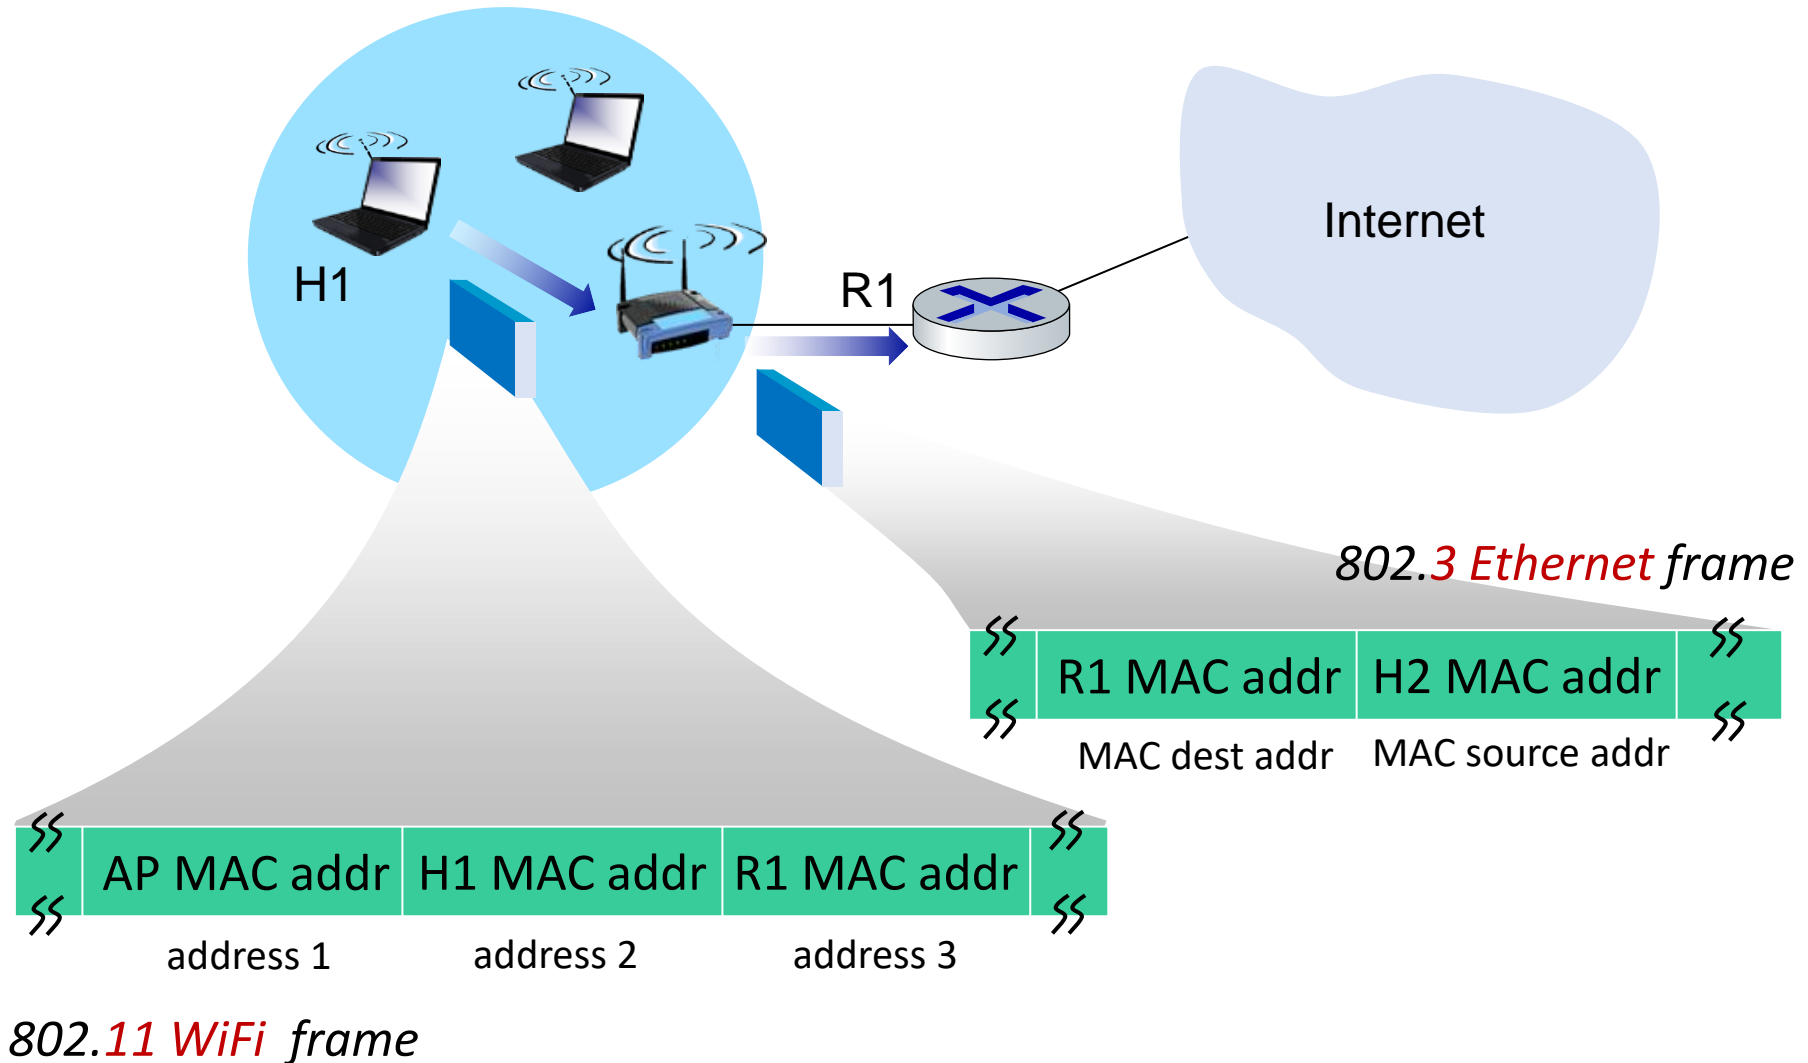 H1
R1
Internet
802.3 Ethernet frame
R1 MAC addr
H2 MAC addr
MAC dest addr
MAC source addr
AP MAC addr
H1 MAC addr
R1 MAC addr
address 1
address 2
address 3
802.11 WiFi frame